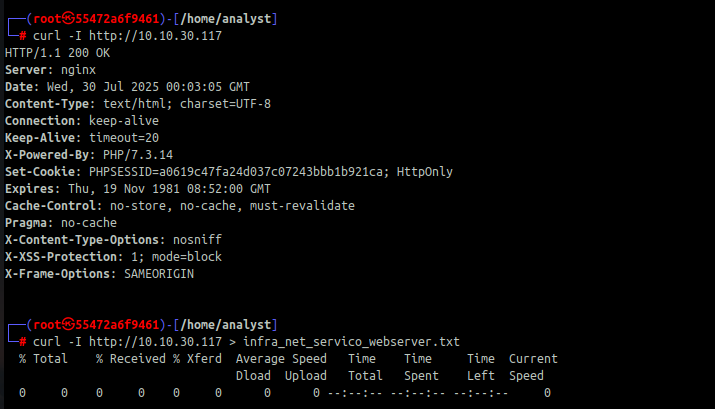 ┌──(root㉿55472a6f9461)-[/home/analyst]
└─# curl -I http://10.10.30.117
HTTP/1.1 200 OK
Server: nginx
Date: Wed, 30 Jul 2025 00:03:05 GMT
Content-Type: text/html; charset=UTF-8
Connection: keep-alive
Keep-Alive: timeout=20
X-Powered-By: PHP/7.3.14
Set-Cookie: PHPSESSID=a0619c47fa24d037c07243bbb1b921ca; HttpOnly
Expires: Thu, 19 Nov 1981 08:52:00 GMT
Cache-Control: no-store, no-cache, must-revalidate
Pragma: no-cache
X-Content-Type-Options: nosniff
X-XSS-Protection: 1; mode=block
X-Frame-Options: SAMEORIGIN
┌──(root㉿55472a6f9461)-[/home/analyst]
└─# curl -I http://10.10.30.117 > infra_net_servico_webserver.txt
  % Total    % Received % Xferd  Average Speed   Time    Time     Time  Current
                                 Dload  Upload   Total   Spent    Left  Speed
  0     0    0     0    0     0      0      0 --:--:-- --:--:-- --:--:--     0